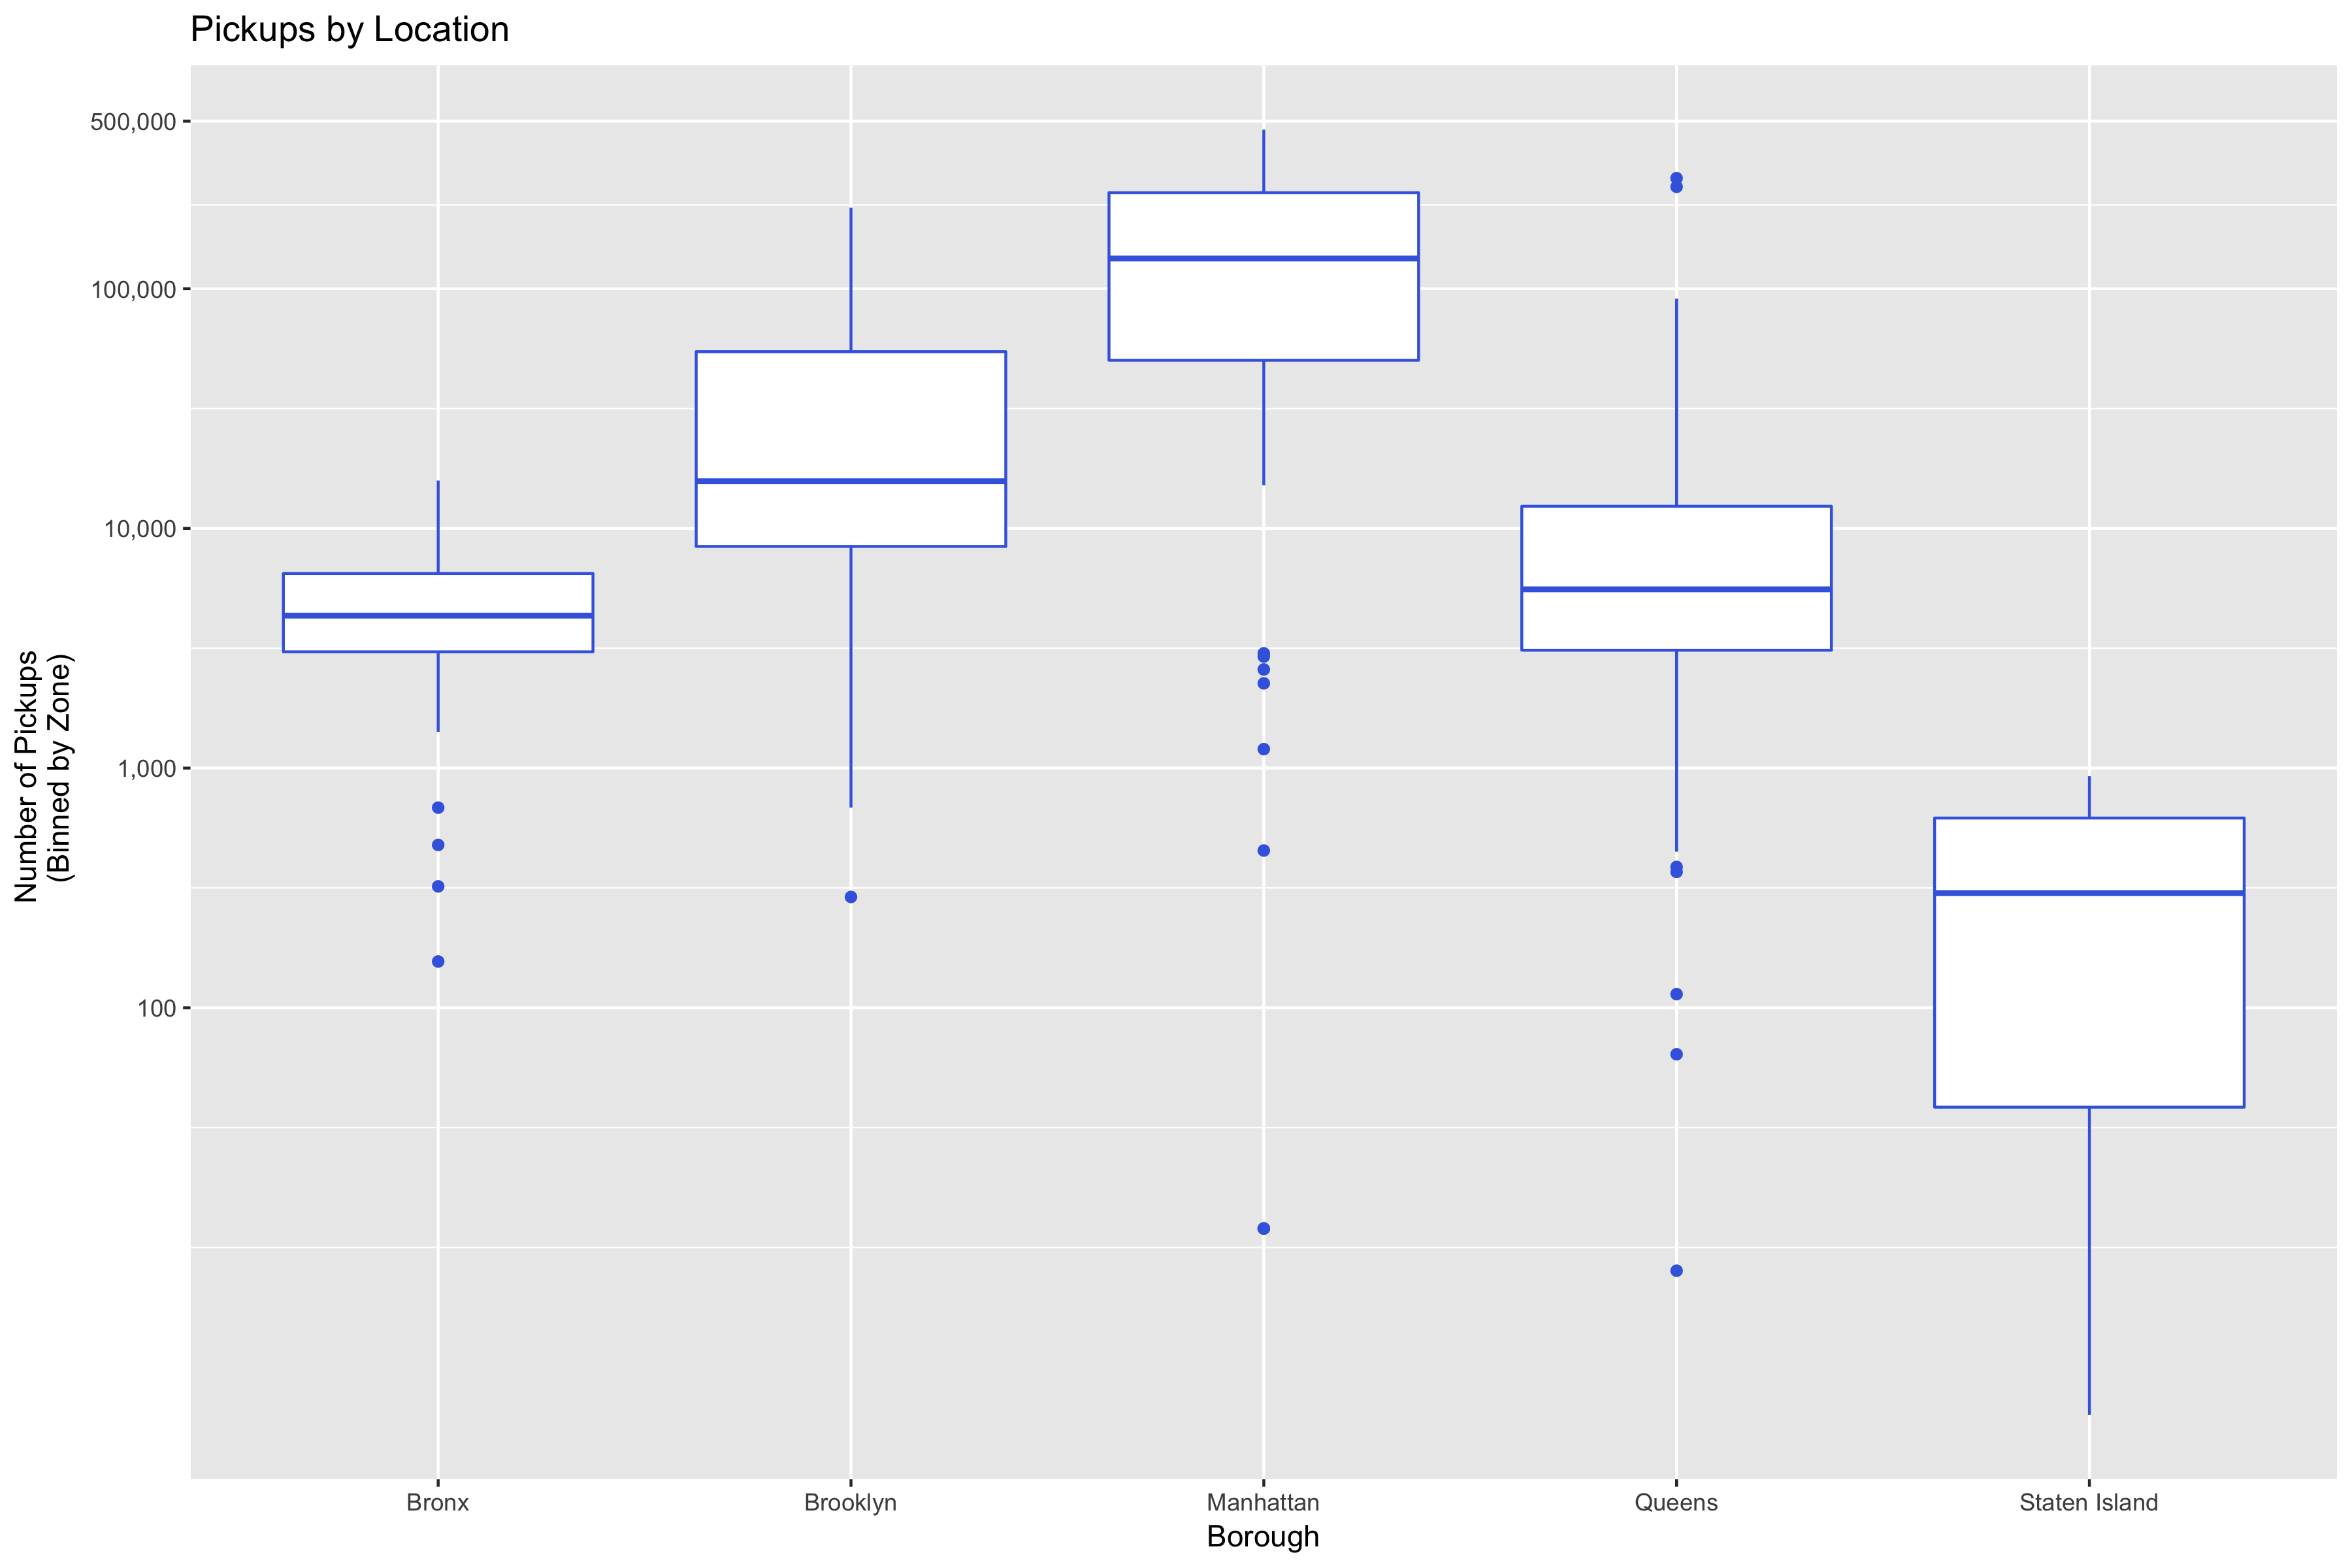 Pickups by Location
500,000
100,000
10,000
1,000
100
Number of Pickups
(Binned by Zone)
Bronx
Brooklyn
Manhattan
Queens
Staten Island
Borough